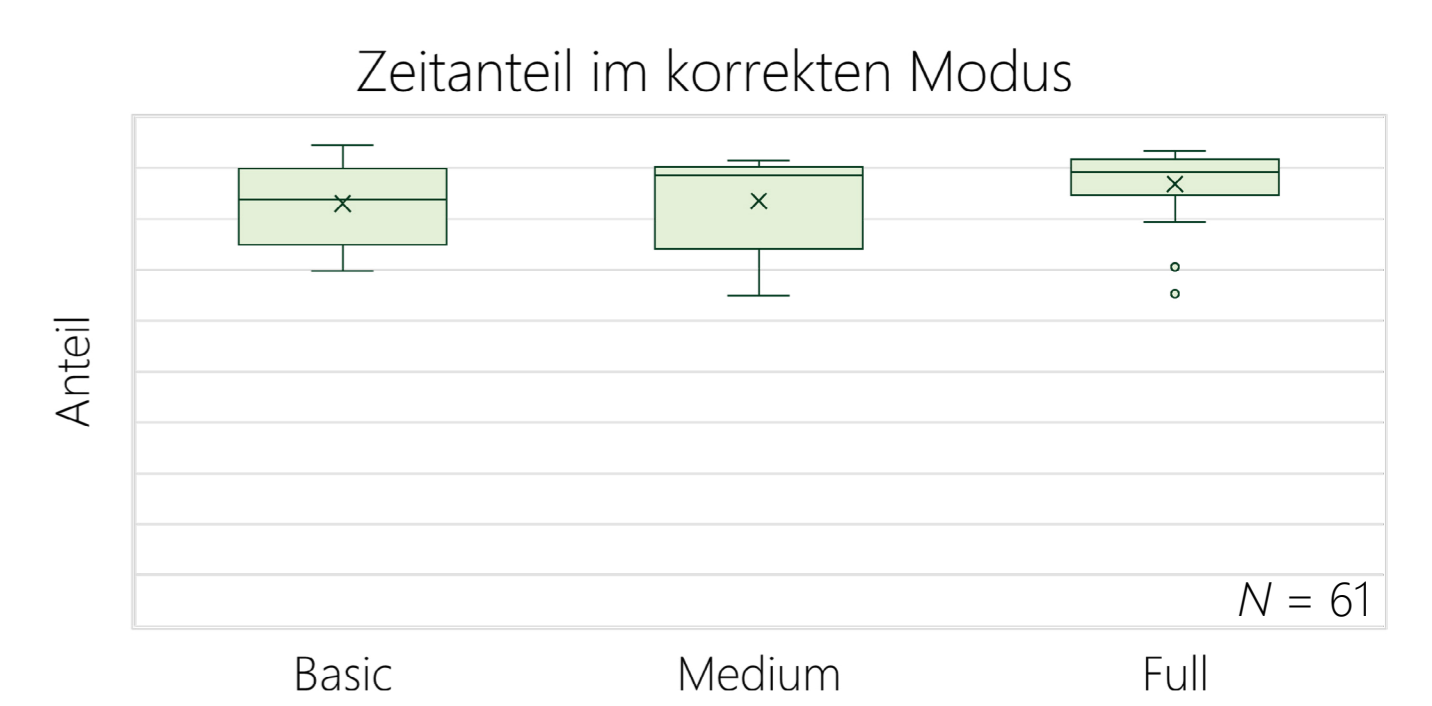 Zeitanteil im korrekten Modus
Anteil
N = 61
Basic Medium Full